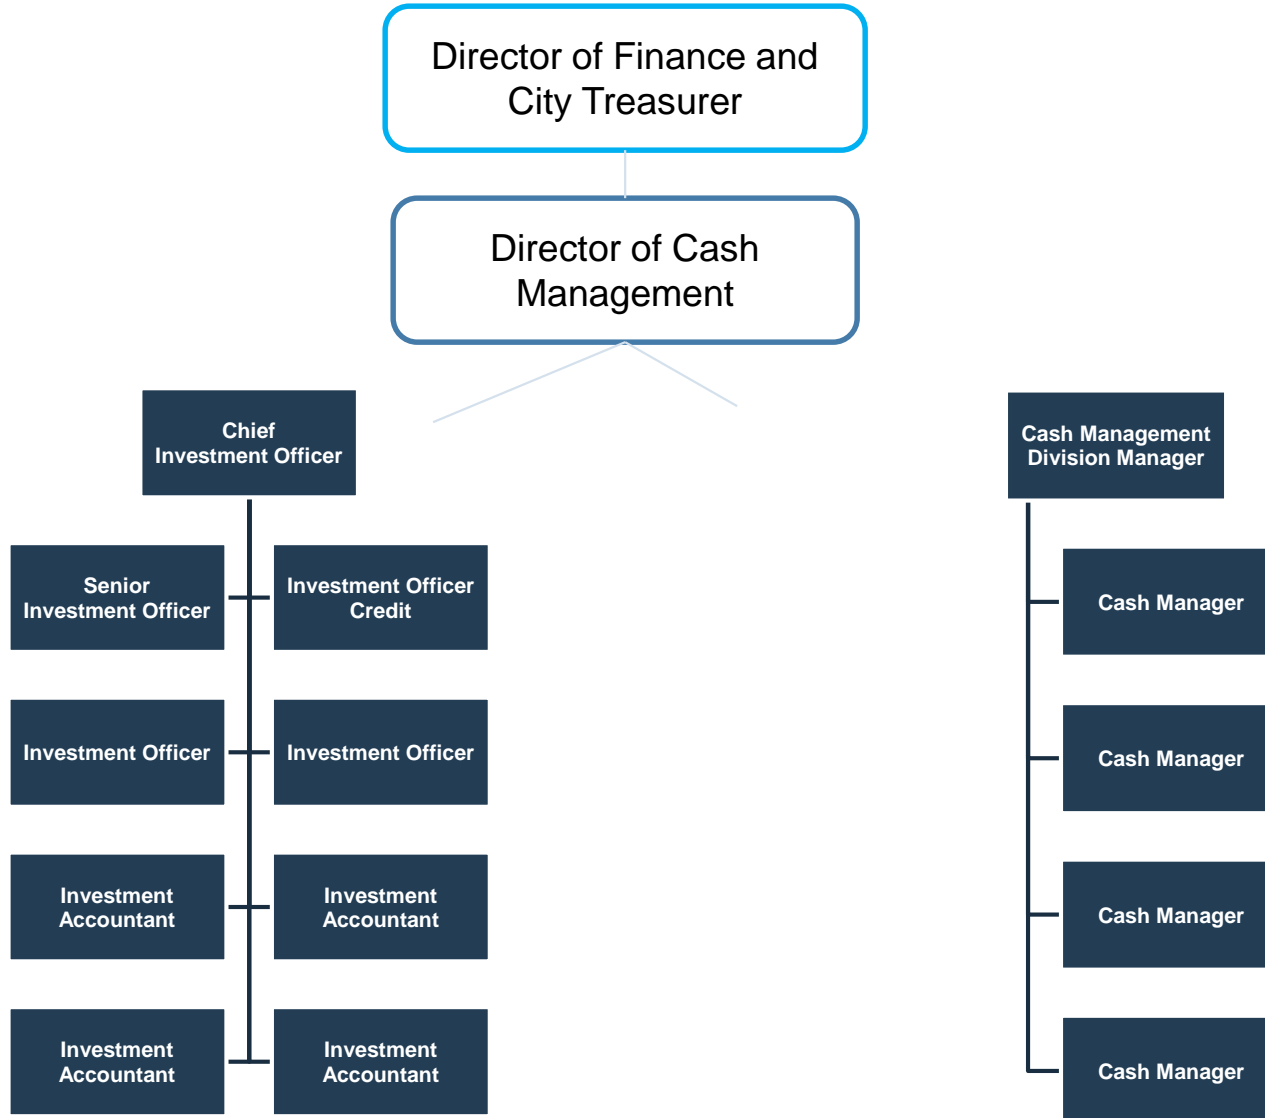 Director of Finance and
City Treasurer
Director of Cash
Management
Chief
Investment Officer
Cash Management
Division Manager
Senior
Investment Officer
Investment Officer
Credit
Cash Manager
Investment Officer
Investment Officer
Cash Manager
Investment
Accountant
Investment
Accountant
Cash Manager
Investment
Accountant
Investment
Accountant
Cash Manager